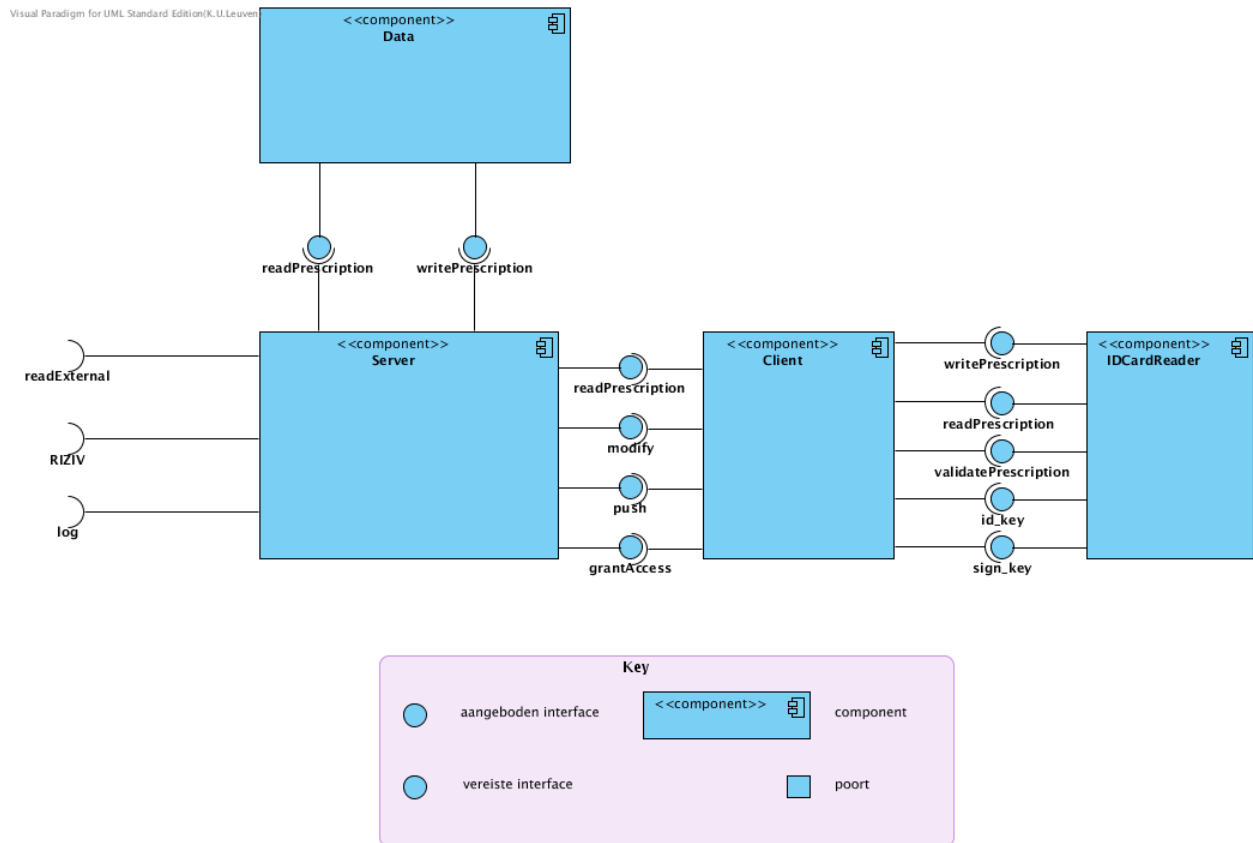 Visual Paradigm for UML Standard Edition(K.U.Leuven)
<<component>>
Data
readPrescription
writePrescription
<<component>>
Server
readExternal
RIZIV
log
readPrescription
modify
push
grantAccess
<<component>>
Client
writePrescription
readPrescription
validatePrescription
id_key
sign_key
<<component>>
IDCardReader
Key
aangeboden interface
<<component>>
component
vereiste interface
poort